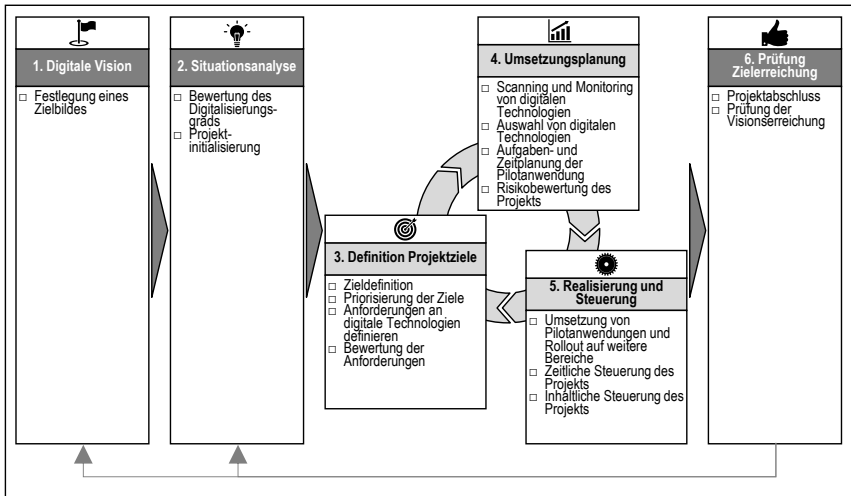 1. Digitale Vision
□ Festlegung eines
Zielbildes
2. Situationsanalyse
□ Bewertung des
Digitalisierungs-
grads
□ Projekt-
initialisierung
3. Definition Projektziele
□ Zieldefinition
□ Priorisierung der Ziele
□ Anforderungen an
digitale Technologien
definieren
□ Bewertung der
Anforderungen
4. Umsetzungsplanung
□ Scanning und Monitoring
von digitalen
Technologien
□ Auswahl von digitalen
Technologien
□ Aufgaben- und
Zeitplanung der
Pilotanwendung
□ Risikobewertung des
Projekts
5. Realisierung und
Steuerung
□ Umsetzung von
Pilotanwendungen und
Rollout auf weitere
Bereiche
□ Zeitliche Steuerung des
Projekts
□ Inhaltliche Steuerung des
Projekts
6. Prüfung
Zielerreichung
□ Projektabschluss
□ Prüfung der
Visionserreichung